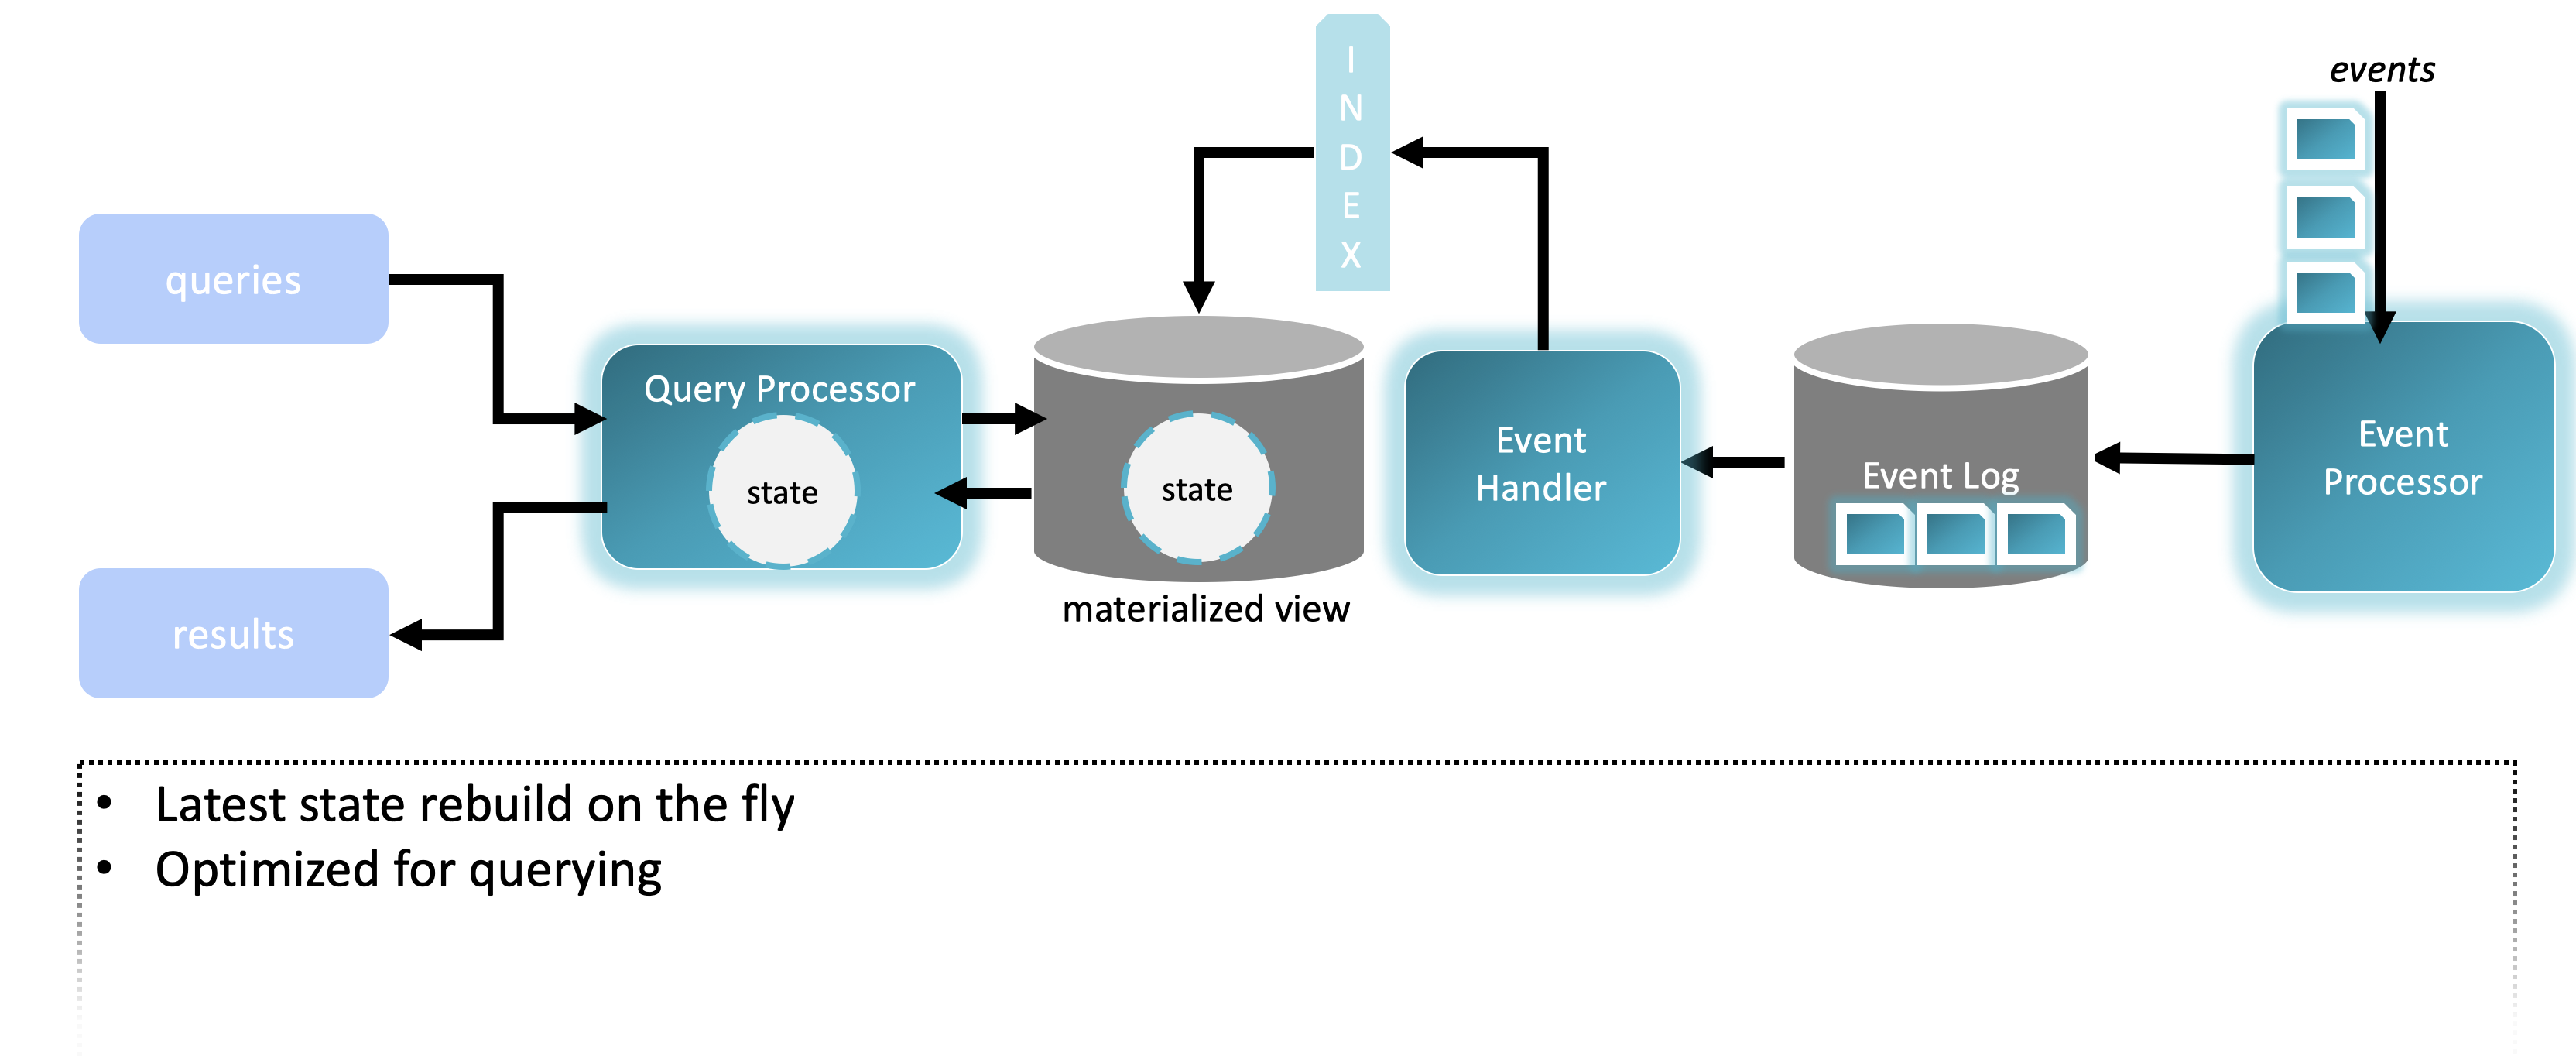 events
I
N
D
E
X
queries
Query Processor
state
state
materialized view
Event
Handler
Event Log
Event
Processor
results
• Latest state rebuild on the fly
• Optimized for querying